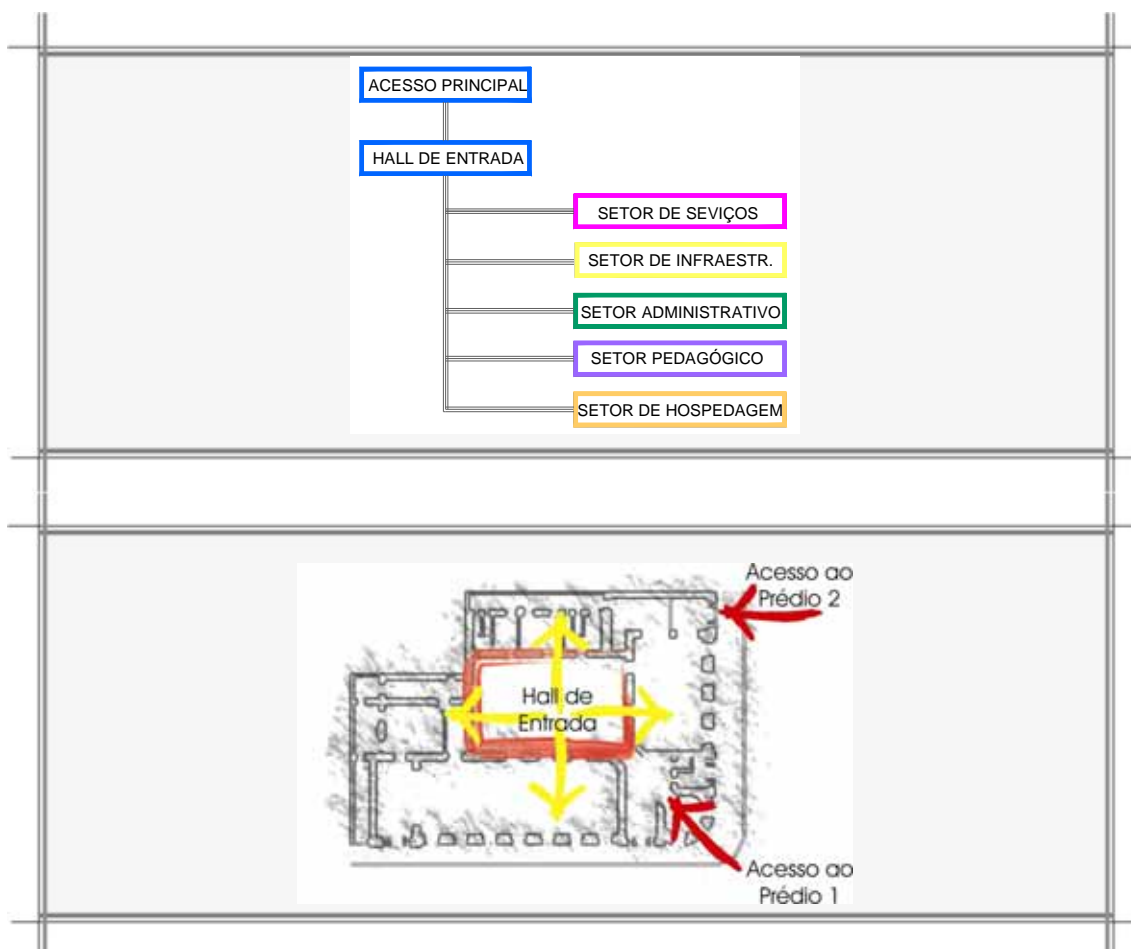 ACESSO PRINCIPAL
HALL DE ENTRADA
SETOR DE SEVIÇOS
SETOR DE INFRAESTR.
SETOR ADMINISTRATIVO
SETOR PEDAGÓGICO
SETOR DE HOSPEDAGEM
Acesso ao
Prédio 2
Hall de
Entrada
Acesso ao
Prédio 1